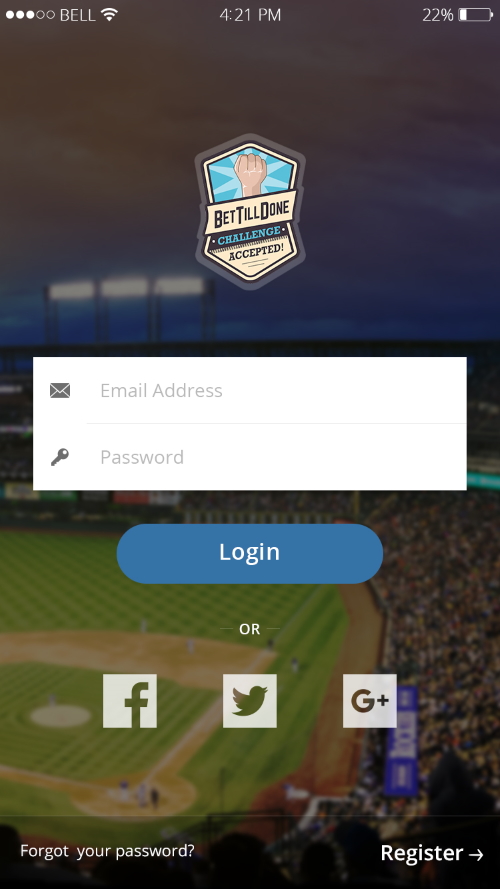 BELL 4:21 PM 22%
BETTILLDONE
CHALLENGE
ACCEPTED!
Email Address
Password
Login
OR
G+
Forgot your password? Register →